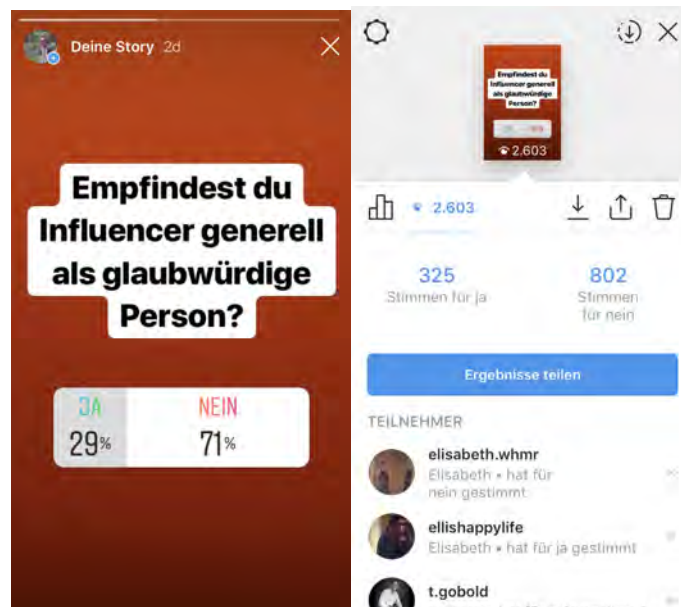 Deine Story 2d
Empfindest du
Influencer generell
als glaubwürdige
Person?
JA
NEIN
29%
71%
Empfindest du
Influencer generell
als glaubwürdige
Person?
2.603
2.603
325
Stimmen für ja
802
Stimmen
für nein
Ergebnisse teilen
TEILNEHMER
elisabeth.whmr
Elisabeth • hat für
nein gestimmt
ellishappylife
Elisabeth • hat für ja gestimmt
t.gobold